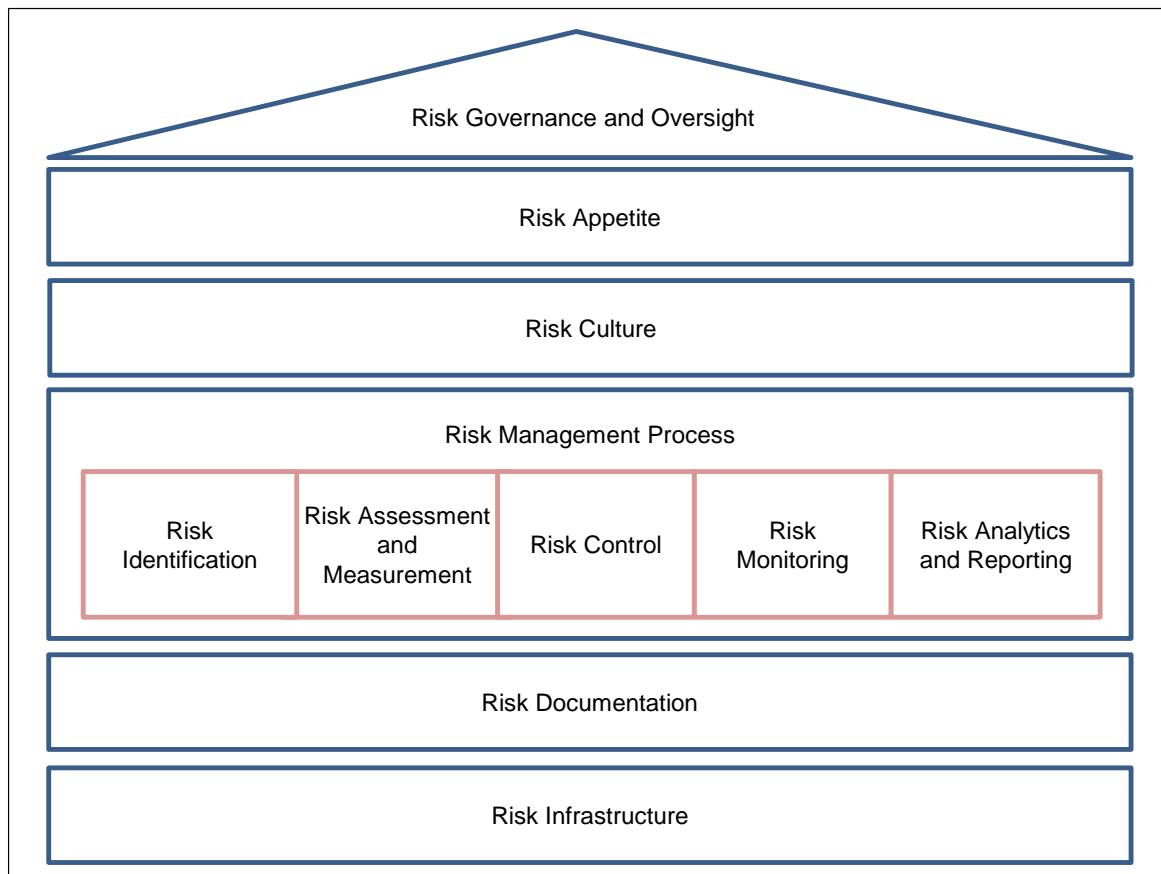 Risk Governance and Oversight
Risk Appetite
Risk Culture
Risk Management Process
Risk
Identification
Risk Assessment
and
Measurement
Risk Control
Risk
Monitoring
Risk Analytics
and Reporting
Risk Documentation
Risk Infrastructure